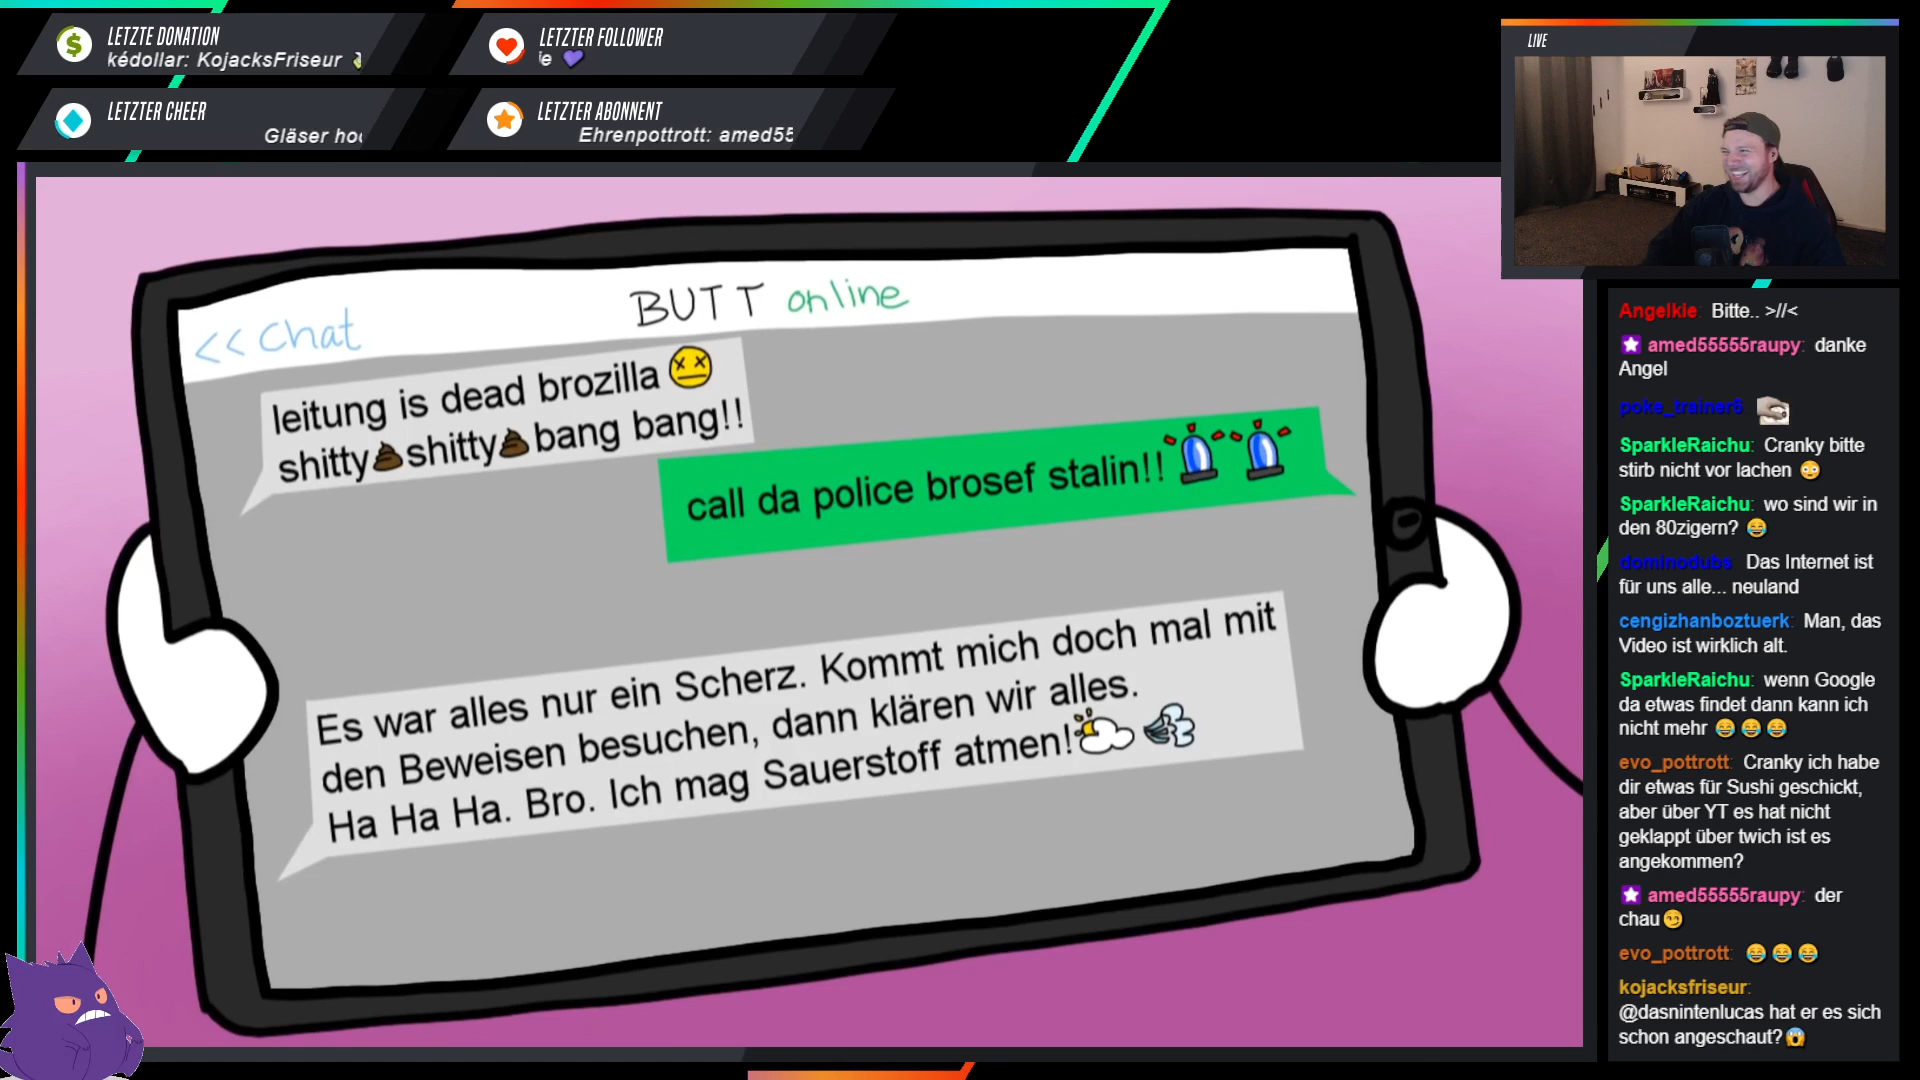 LETZTE DONATION
kédollar: KojacksFriseur
LETZTER FOLLOWER
ie 💜
LETZTER CHEER
Gläser hoc
LETZTER ABONNENT
Ehrenpottrott: amed55
LIVE
<< Chat
BUTT online
leitung is dead brozilla
shitty💩shitty💩bang bang!!
call da police brosef stalin!!
Es war alles nur ein Scherz. Kommt mich doch mal mit
den Beweisen besuchen, dann klären wir alles.
Ha Ha Ha. Bro. Ich mag Sauerstoff atmen!
Angelkie: Bitte.. >//<
amed55555raupy: danke
Angel
poke_trainer6
SparkleRaichu: Cranky bitte
stirb nicht vor lachen 😳
SparkleRaichu: wo sind wir in
den 80zigern? 😂
dominodubs: Das Internet ist
für uns alle... neuland
cengizhanboztuerk: Man, das
Video ist wirklich alt.
SparkleRaichu: wenn Google
da etwas findet dann kann ich
nicht mehr 😂 😂 😂
evo_pottrott: Cranky ich habe
dir etwas für Sushi geschickt,
aber über YT es hat nicht
geklappt über twich ist es
angekommen?
amed55555raupy: der
chau😏
evo_pottrott: 😂 😂 😂
kojacksfriseur:
@dasnintenlucas hat er es sich
schon angeschaut?😱